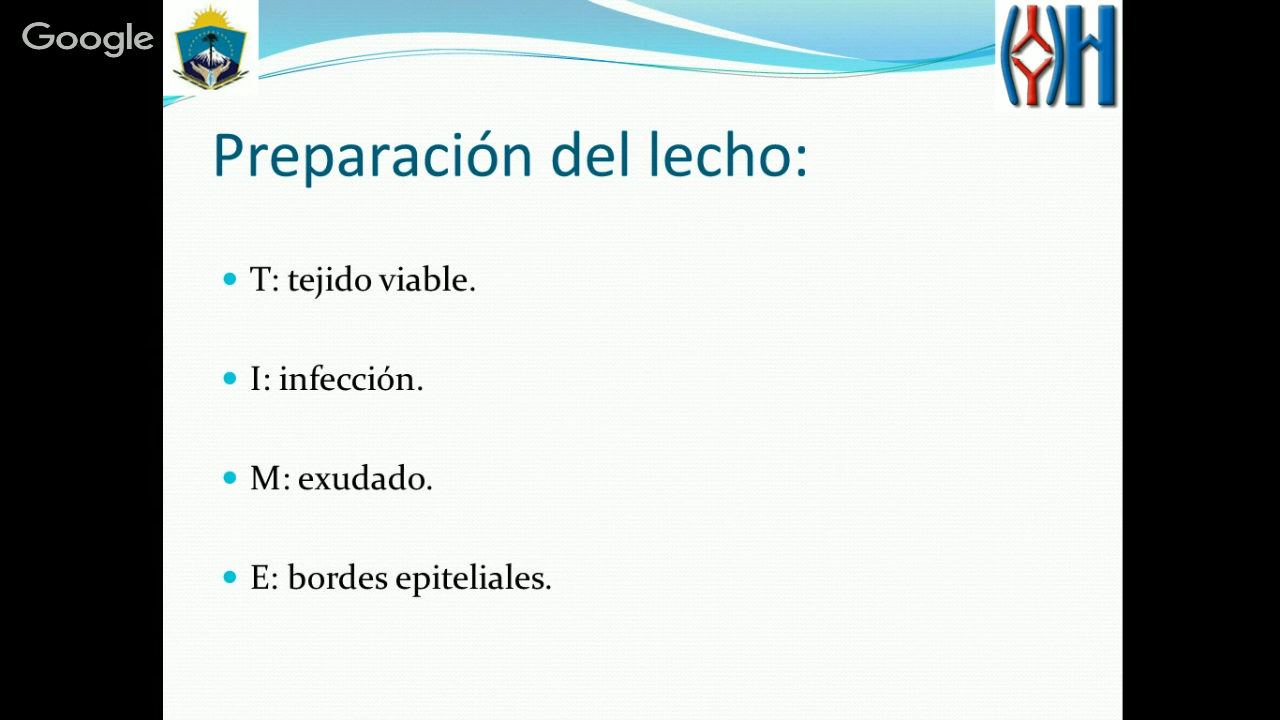 Google
Preparación del lecho:
T: tejido viable.
I: infección.
M: exudado.
E: bordes epiteliales.